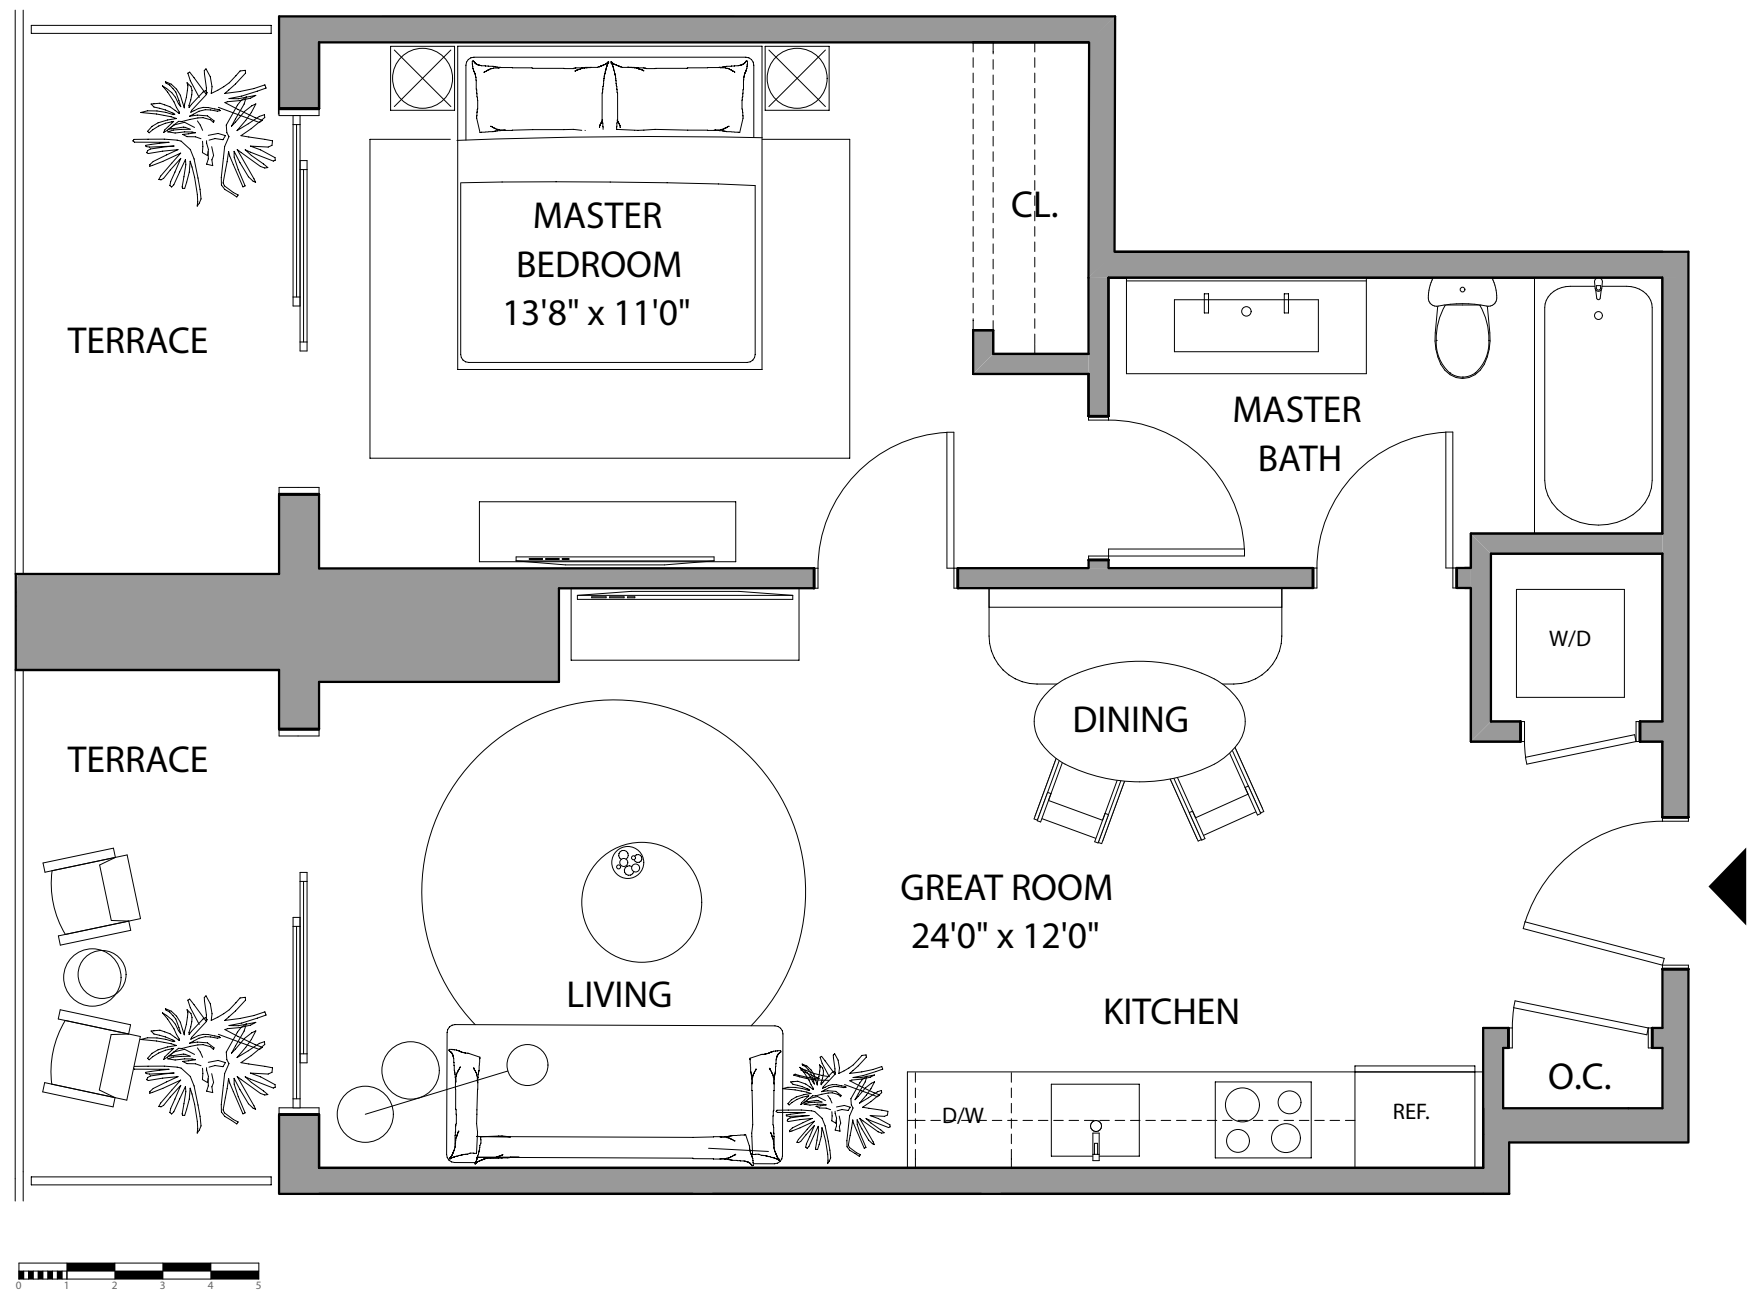 CL.
MASTER
BEDROOM
13'8" x 11'0"
TERRACE
MASTER
BATH
W/D
DINING
TERRACE
GREAT ROOM
24'0" x 12'0"
LIVING
KITCHEN
O.C.
D/W
REF.
0 1 2 3 4 5